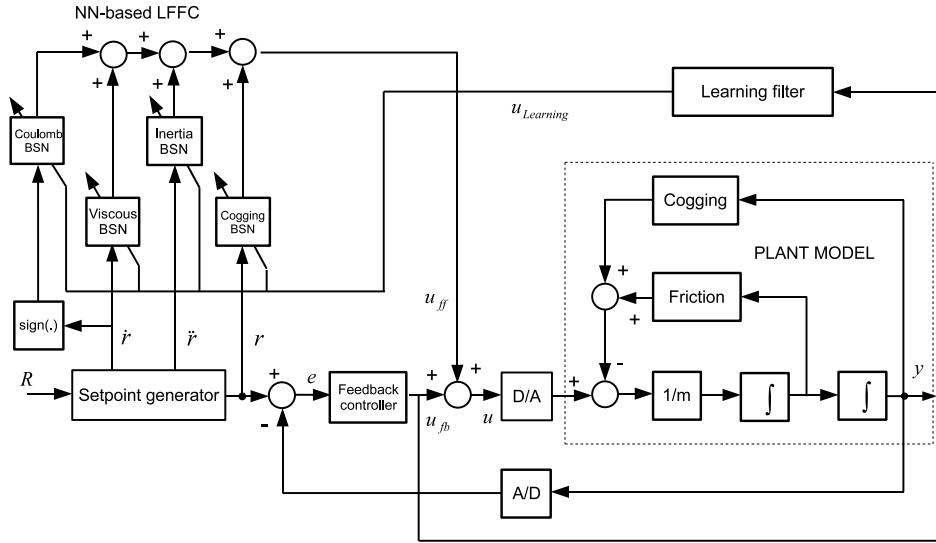 NN-based LFFC
+
+
+
+
+
+
Learning filter
u_Learning
Coulomb
BSN
Inertia
BSN
Viscous
BSN
Cogging
BSN
Cogging
PLANT MODEL
+
Friction
+
sign(.)
ṙ
r̈
r
u_ff
R
Setpoint generator
+
-
e
Feedback
controller
+
+
u_fb
u
D/A
+
-
1/m
∫
∫
y
A/D